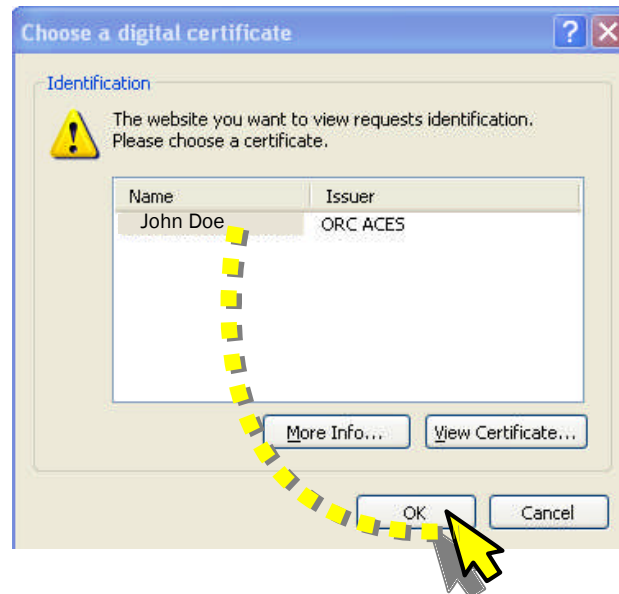 Choose a digital certificate
?
Identification
The website you want to view requests identification.
Please choose a certificate.
Name Issuer
John Doe ORC ACES
More Info... View Certificate...
OK Cancel